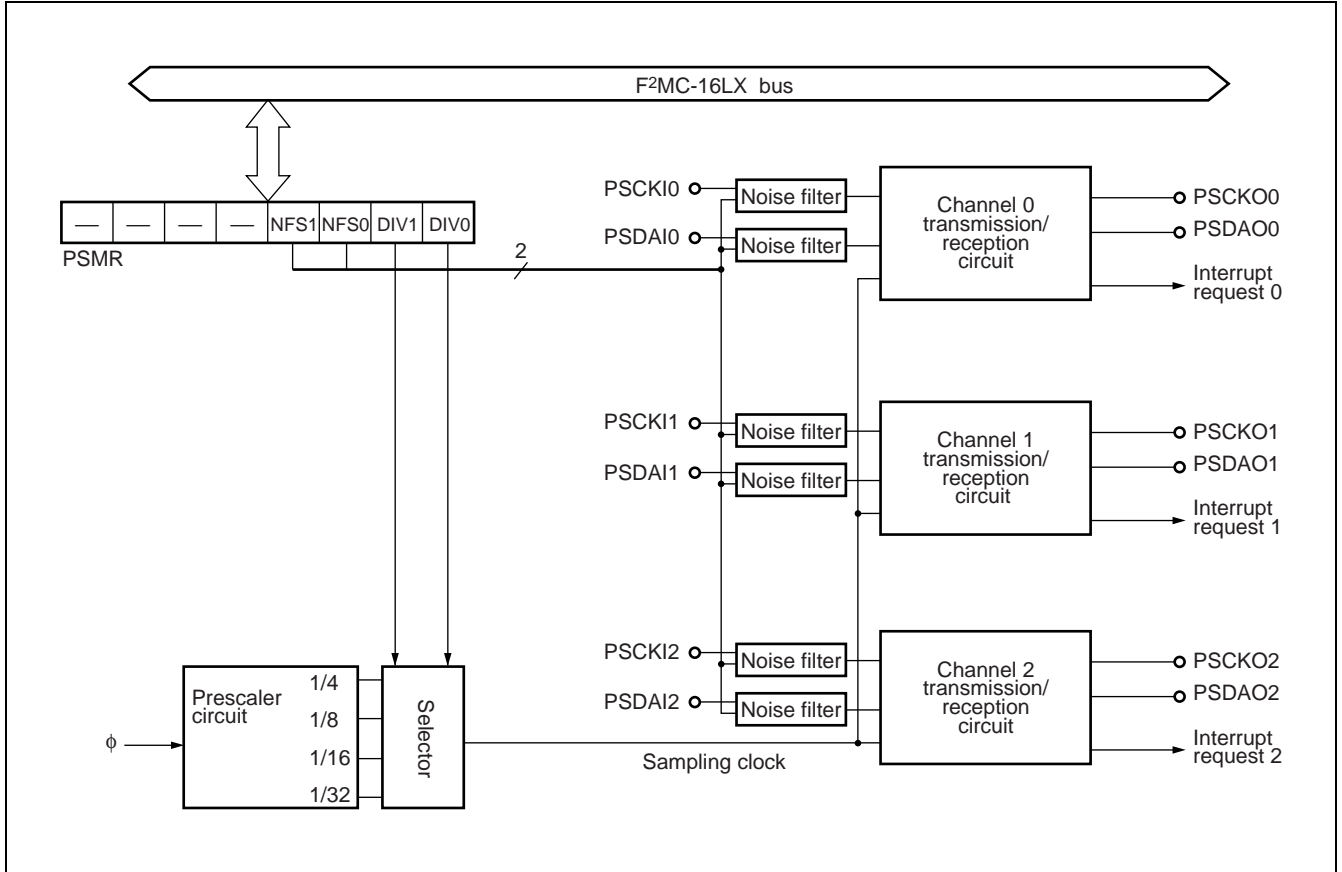 F²MC-16LX bus
— — — — NFS1 NFS0 DIV1 DIV0
PSMR
2
PSCKI0
Noise filter
PSDAI0
Noise filter
Channel 0
transmission/
reception
circuit
PSCKO0
PSDAO0
Interrupt
request 0
PSCKI1
Noise filter
PSDAI1
Noise filter
Channel 1
transmission/
reception
circuit
PSCKO1
PSDAO1
Interrupt
request 1
PSCKI2
Noise filter
PSDAI2
Noise filter
Channel 2
transmission/
reception
circuit
PSCKO2
PSDAO2
Interrupt
request 2
ϕ
Prescaler
circuit
1/4
1/8
1/16
1/32
Selector
Sampling clock